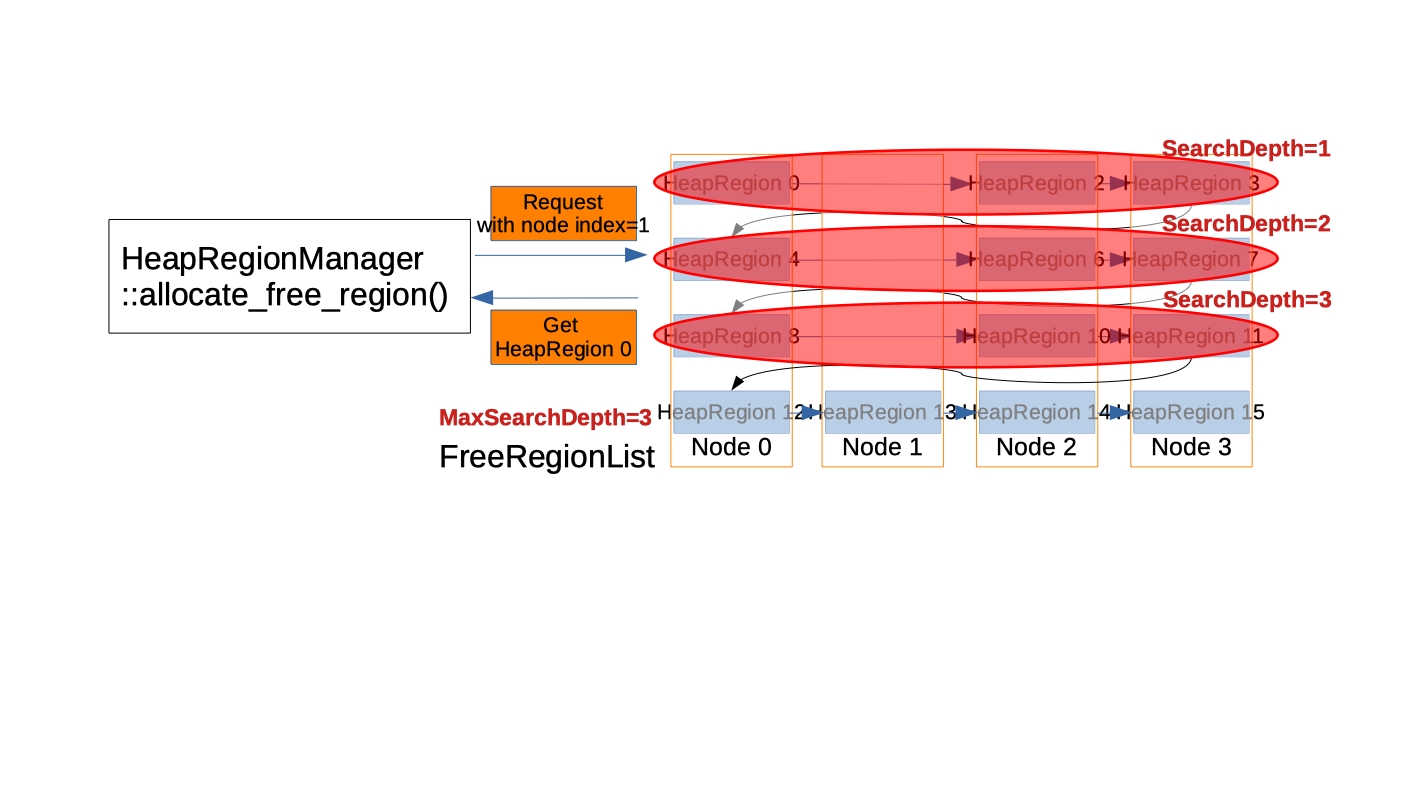 SearchDepth=1
HeapRegion 0
HeapRegion 2
HeapRegion 3
Request
with node index=1
SearchDepth=2
HeapRegionManager
::allocate_free_region()
HeapRegion 4
HeapRegion 6
HeapRegion 7
SearchDepth=3
Get
HeapRegion 0
HeapRegion 8
HeapRegion 10
HeapRegion 11
MaxSearchDepth=3
HeapRegion 12
HeapRegion 13
HeapRegion 14
HeapRegion 15
FreeRegionList
Node 0
Node 1
Node 2
Node 3